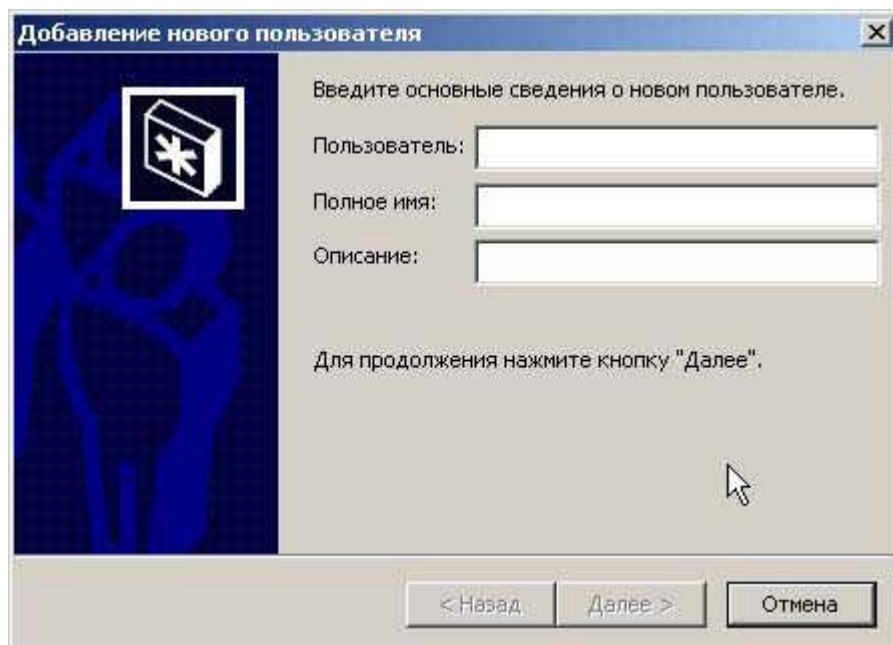 Добавление нового пользователя
Введите основные сведения о новом пользователе.
Пользователь:
Полное имя:
Описание:
Для продолжения нажмите кнопку "Далее".
< Назад
Далее >
Отмена